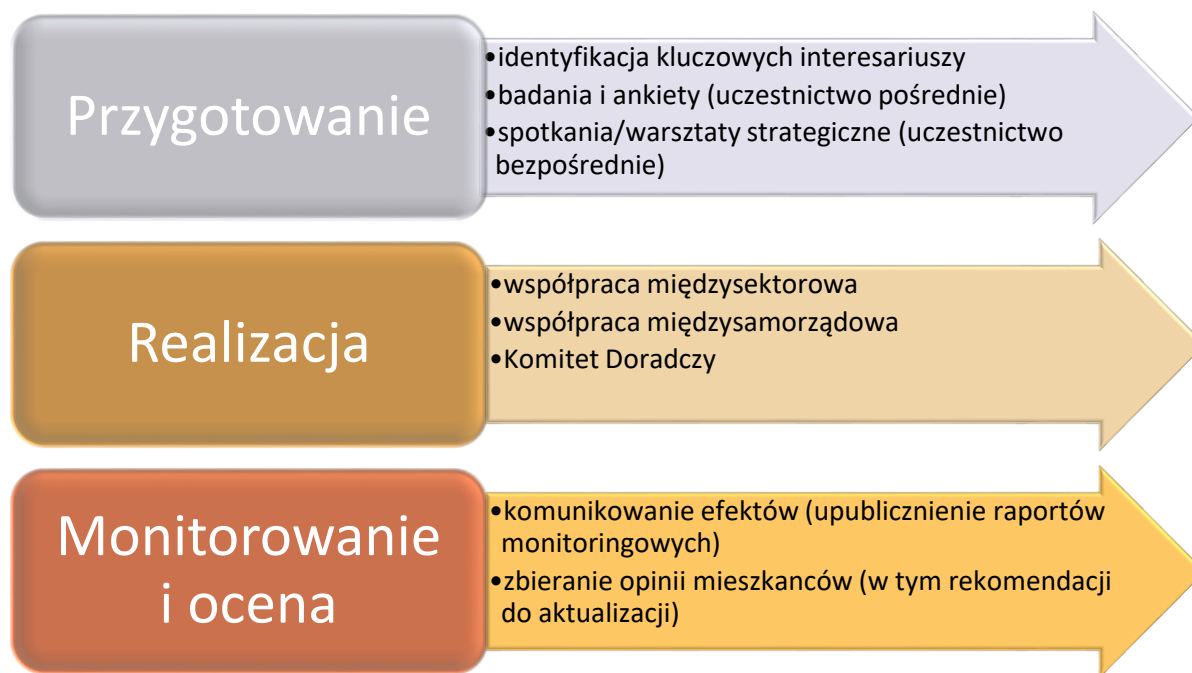 Przygotowanie
•identyfikacja kluczowych interesariuszy
•badania i ankiety (uczestnictwo pośrednie)
•spotkania/warsztaty strategiczne (uczestnictwo
bezpośrednie)
Realizacja
•współpraca międzysektorowa
•współpraca międzysamorządowa
•Komitet Doradczy
Monitorowanie
i ocena
•komunikowanie efektów (upublicznienie raportów
monitoringowych)
•zbieranie opinii mieszkanców (w tym rekomendacji
do aktualizacji)